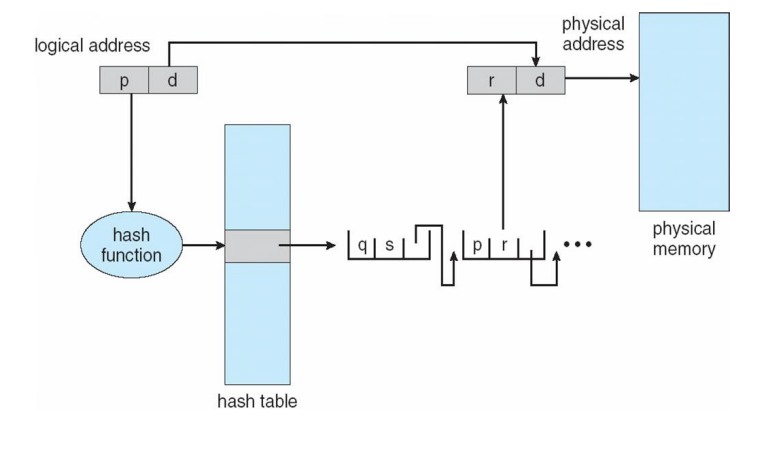 logical address
p d
physical
address
r d
hash
function
q s
p r
•••
physical
memory
hash table